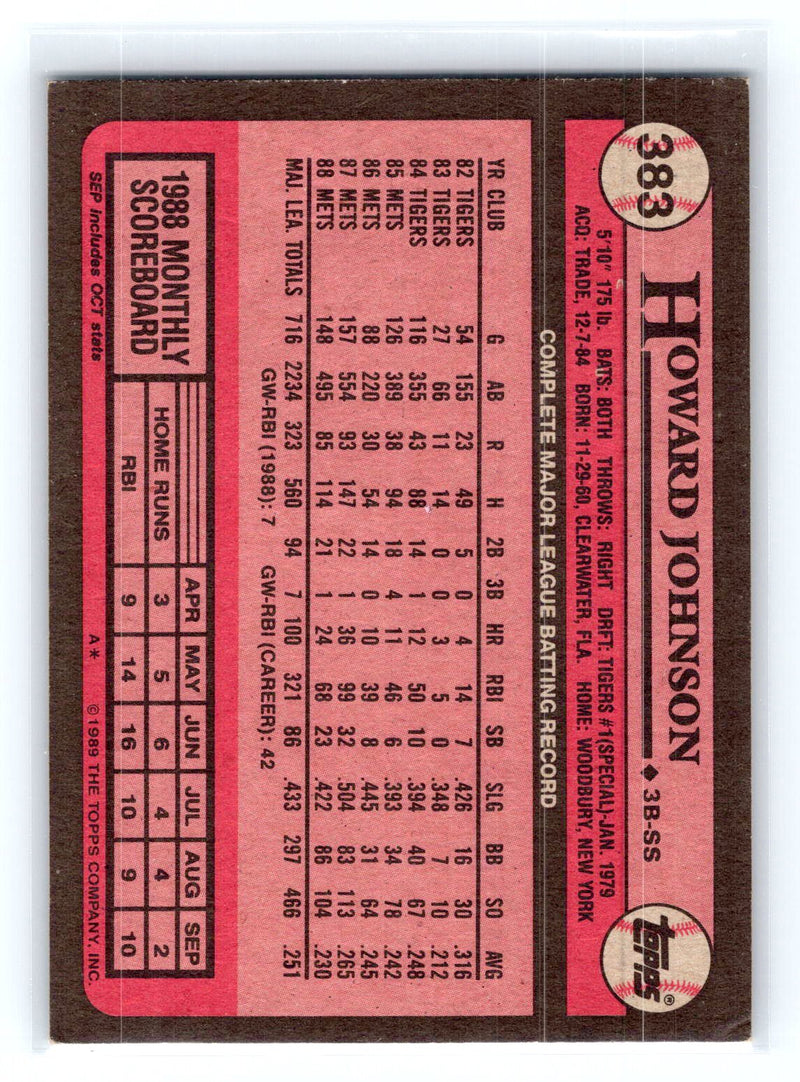 383
HOWARD JOHNSON
♦ 3B-SS
topps®
5'10" 175 lb. BATS: BOTH THROWS: RIGHT DRFT: TIGERS #1(SPECIAL)-JAN. 1979
ACQ: TRADE, 12-7-84 BORN: 11-29-60, CLEARWATER, FLA. HOME: WOODBURY, NEW YORK
COMPLETE MAJOR LEAGUE BATTING RECORD
YR CLUB G AB R H 2B 3B HR RBI SB SLG BB SO AVG
82 TIGERS 54 155 23 49 5 0 4 14 7 .426 16 30 .316
83 TIGERS 27 66 11 14 0 0 3 5 0 .348 7 10 .212
84 TIGERS 116 355 43 88 14 1 12 50 10 .394 40 67 .248
85 METS 126 389 38 94 18 4 11 46 6 .393 34 78 .242
86 METS 88 220 30 54 14 0 10 39 8 .445 31 64 .245
87 METS 157 554 93 147 22 1 36 99 32 .504 83 113 .265
88 METS 148 495 85 114 21 1 24 68 23 .422 86 104 .230
MAJ. LEA. TOTALS 716 2234 323 560 94 7 100 321 86 .433 297 466 .251
GW-RBI (1988): 7 GW-RBI (CAREER): 42
1988 MONTHLY
SCOREBOARD
APR MAY JUN JUL AUG SEP
HOME RUNS 3 5 6 4 4 2
RBI 9 14 16 10 9 10
SEP includes OCT stats
A* ©1989 THE TOPPS COMPANY, INC.